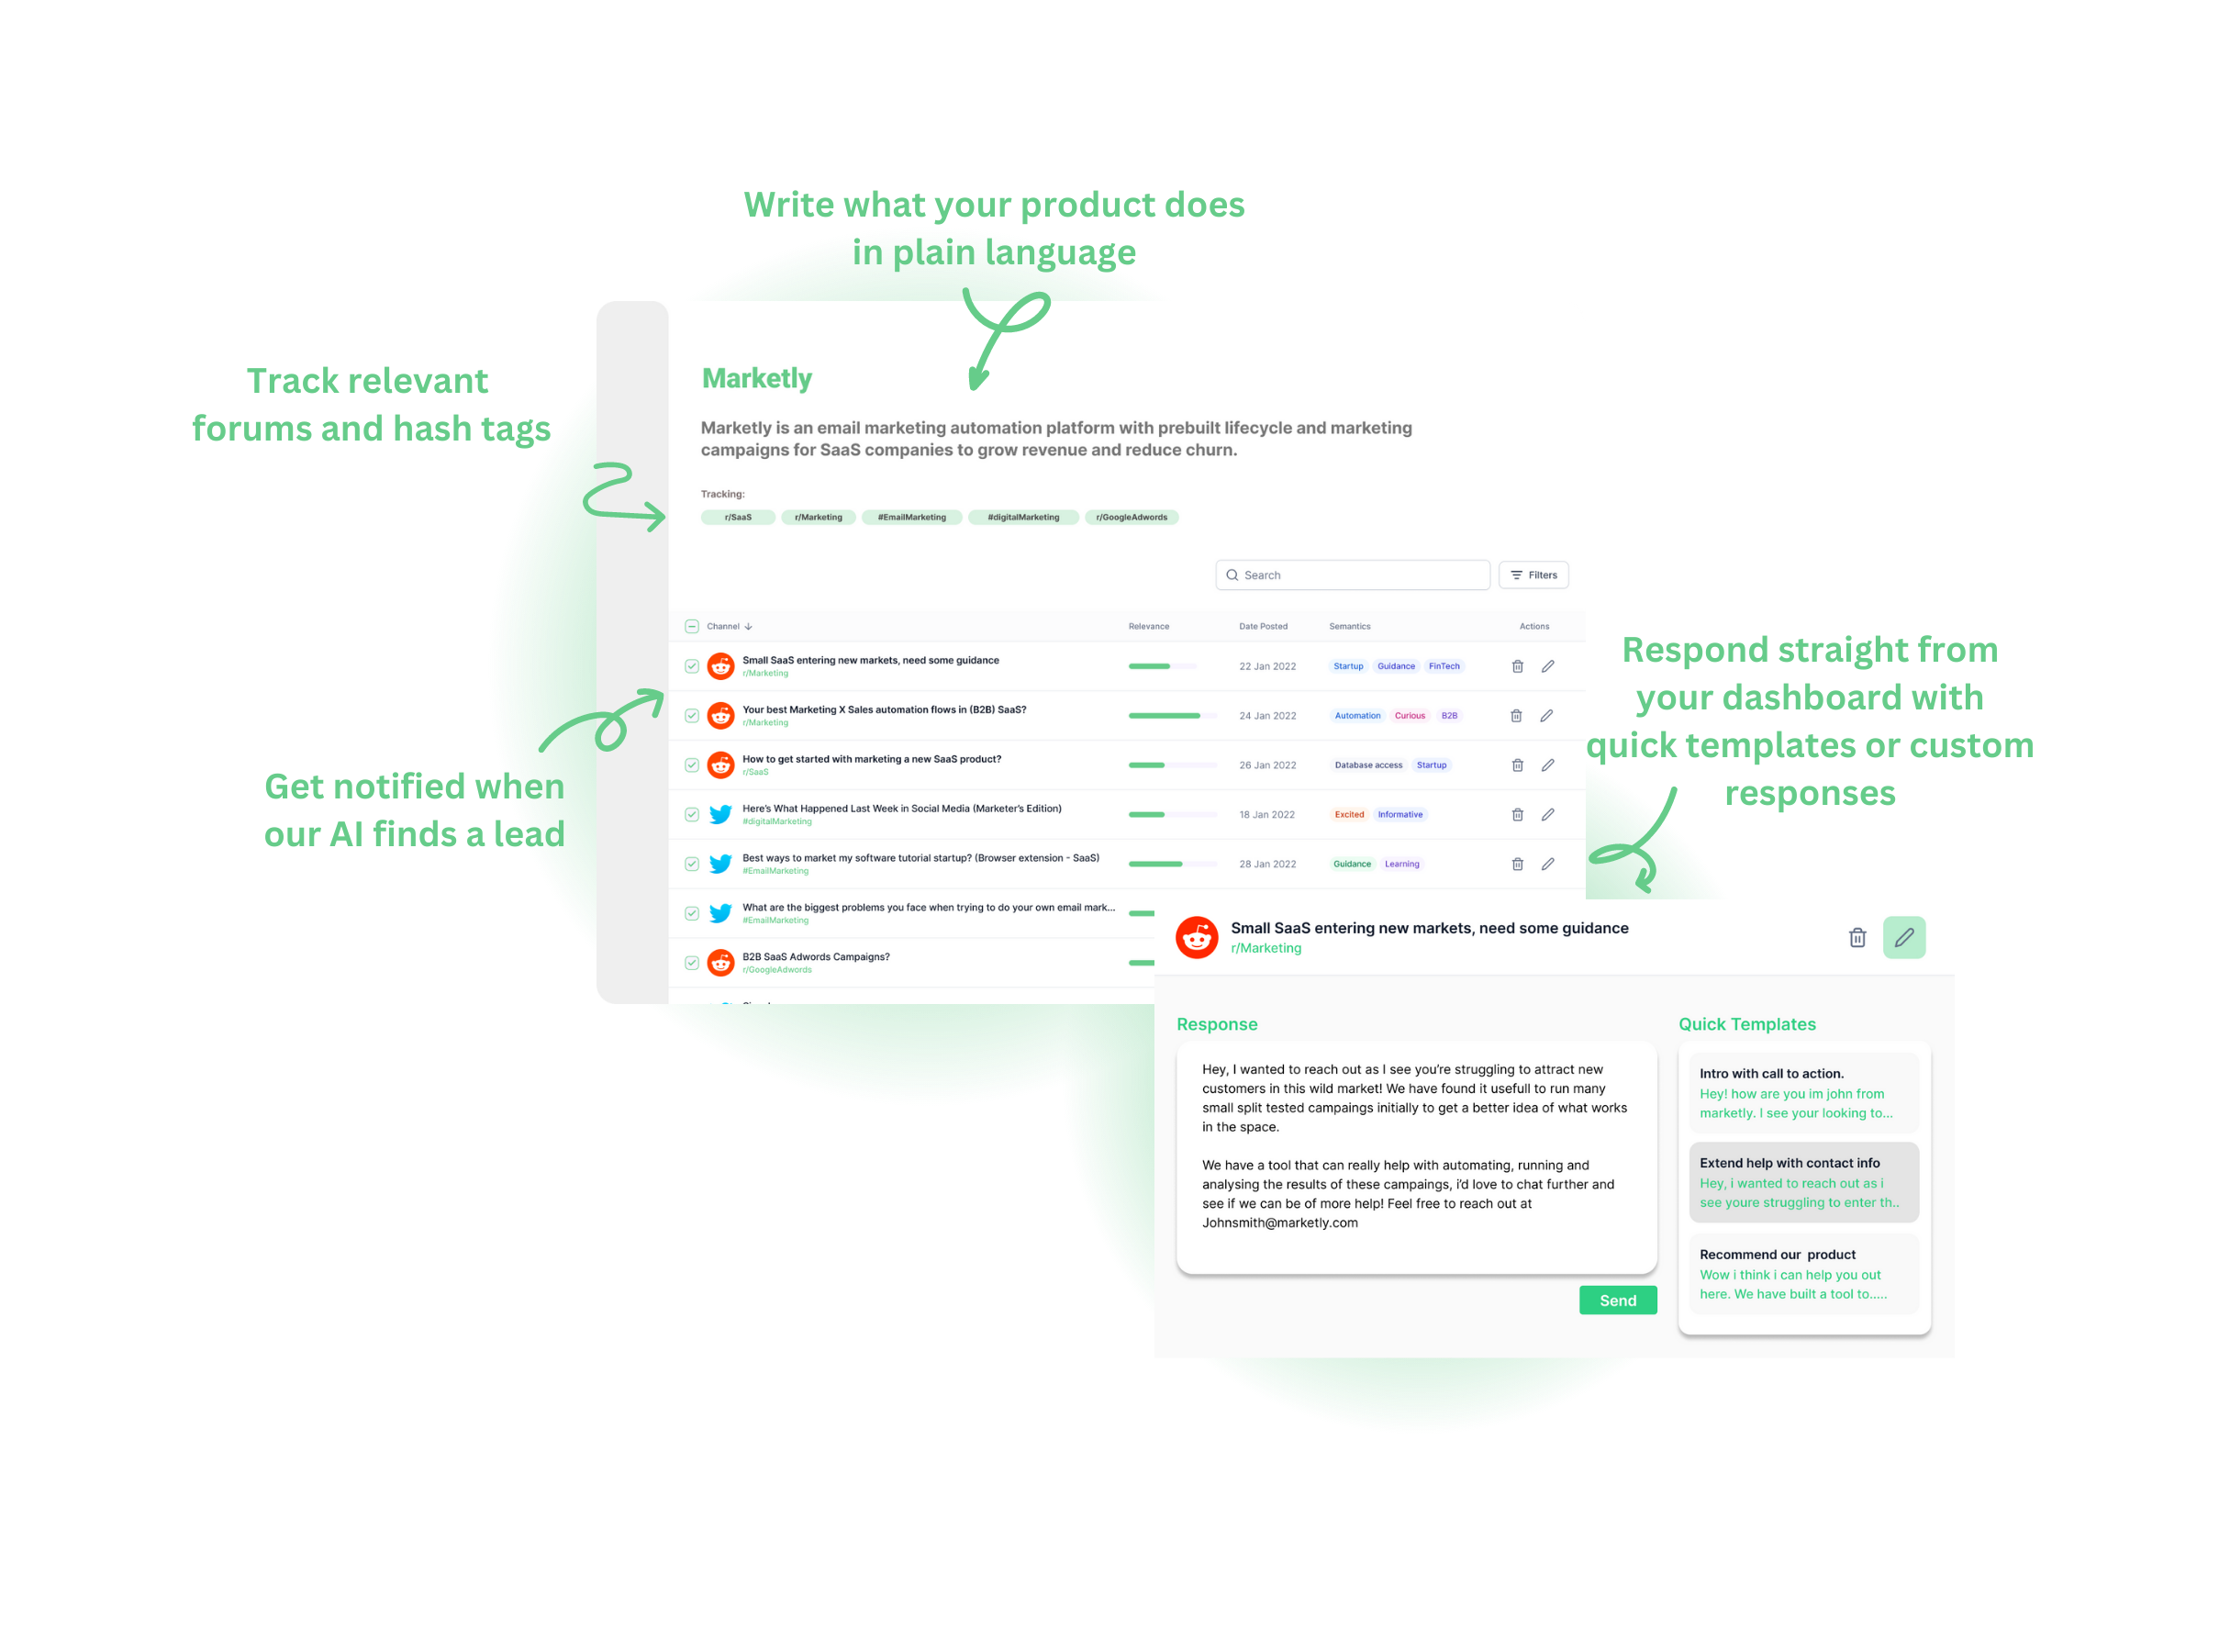 Write what your product does
in plain language
Track relevant
forums and hash tags
Get notified when
our AI finds a lead
Marketly
Marketly is an email marketing automation platform with prebuilt lifecycle and marketing
campaigns for SaaS companies to grow revenue and reduce churn.
Tracking:
r/SaaS r/Marketing #EmailMarketing #digitalMarketing r/GoogleAdwords
Search Filters
Channel Relevance Date Posted Semantics Actions
Small SaaS entering new markets, need some guidance 22 Jan 2022 Startup Guidance FinTech
r/Marketing
Your best Marketing X Sales automation flows in (B2B) SaaS? 24 Jan 2022 Automation Curious B2B
r/Marketing
How to get started with marketing a new SaaS product? 26 Jan 2022 Database access Startup
r/SaaS
Here's What Happened Last Week in Social Media (Marketer's Edition) 18 Jan 2022 Excited Informative
#digitalMarketing
Best ways to market my software tutorial startup? (Browser extension - SaaS) 28 Jan 2022 Guidance Learning
#EmailMarketing
What are the biggest problems you face when trying to do your own email mark...
#EmailMarketing
B2B SaaS Adwords Campaigns?
r/GoogleAdwords
Respond straight from
your dashboard with
quick templates or custom
responses
Small SaaS entering new markets, need some guidance
r/Marketing
Response
Hey, I wanted to reach out as I see you're struggling to attract new
customers in this wild market! We have found it usefull to run many
small split tested campaings initially to get a better idea of what works
in the space.
We have a tool that can really help with automating, running and
analysing the results of these campaings, i'd love to chat further and
see if we can be of more help! Feel free to reach out at
Johnsmith@marketly.com
Send
Quick Templates
Intro with call to action.
Hey! how are you im john from
marketly. I see your looking to...
Extend help with contact info
Hey, i wanted to reach out as i
see youre struggling to enter th..
Recommend our product
Wow i think i can help you out
here. We have built a tool to.....